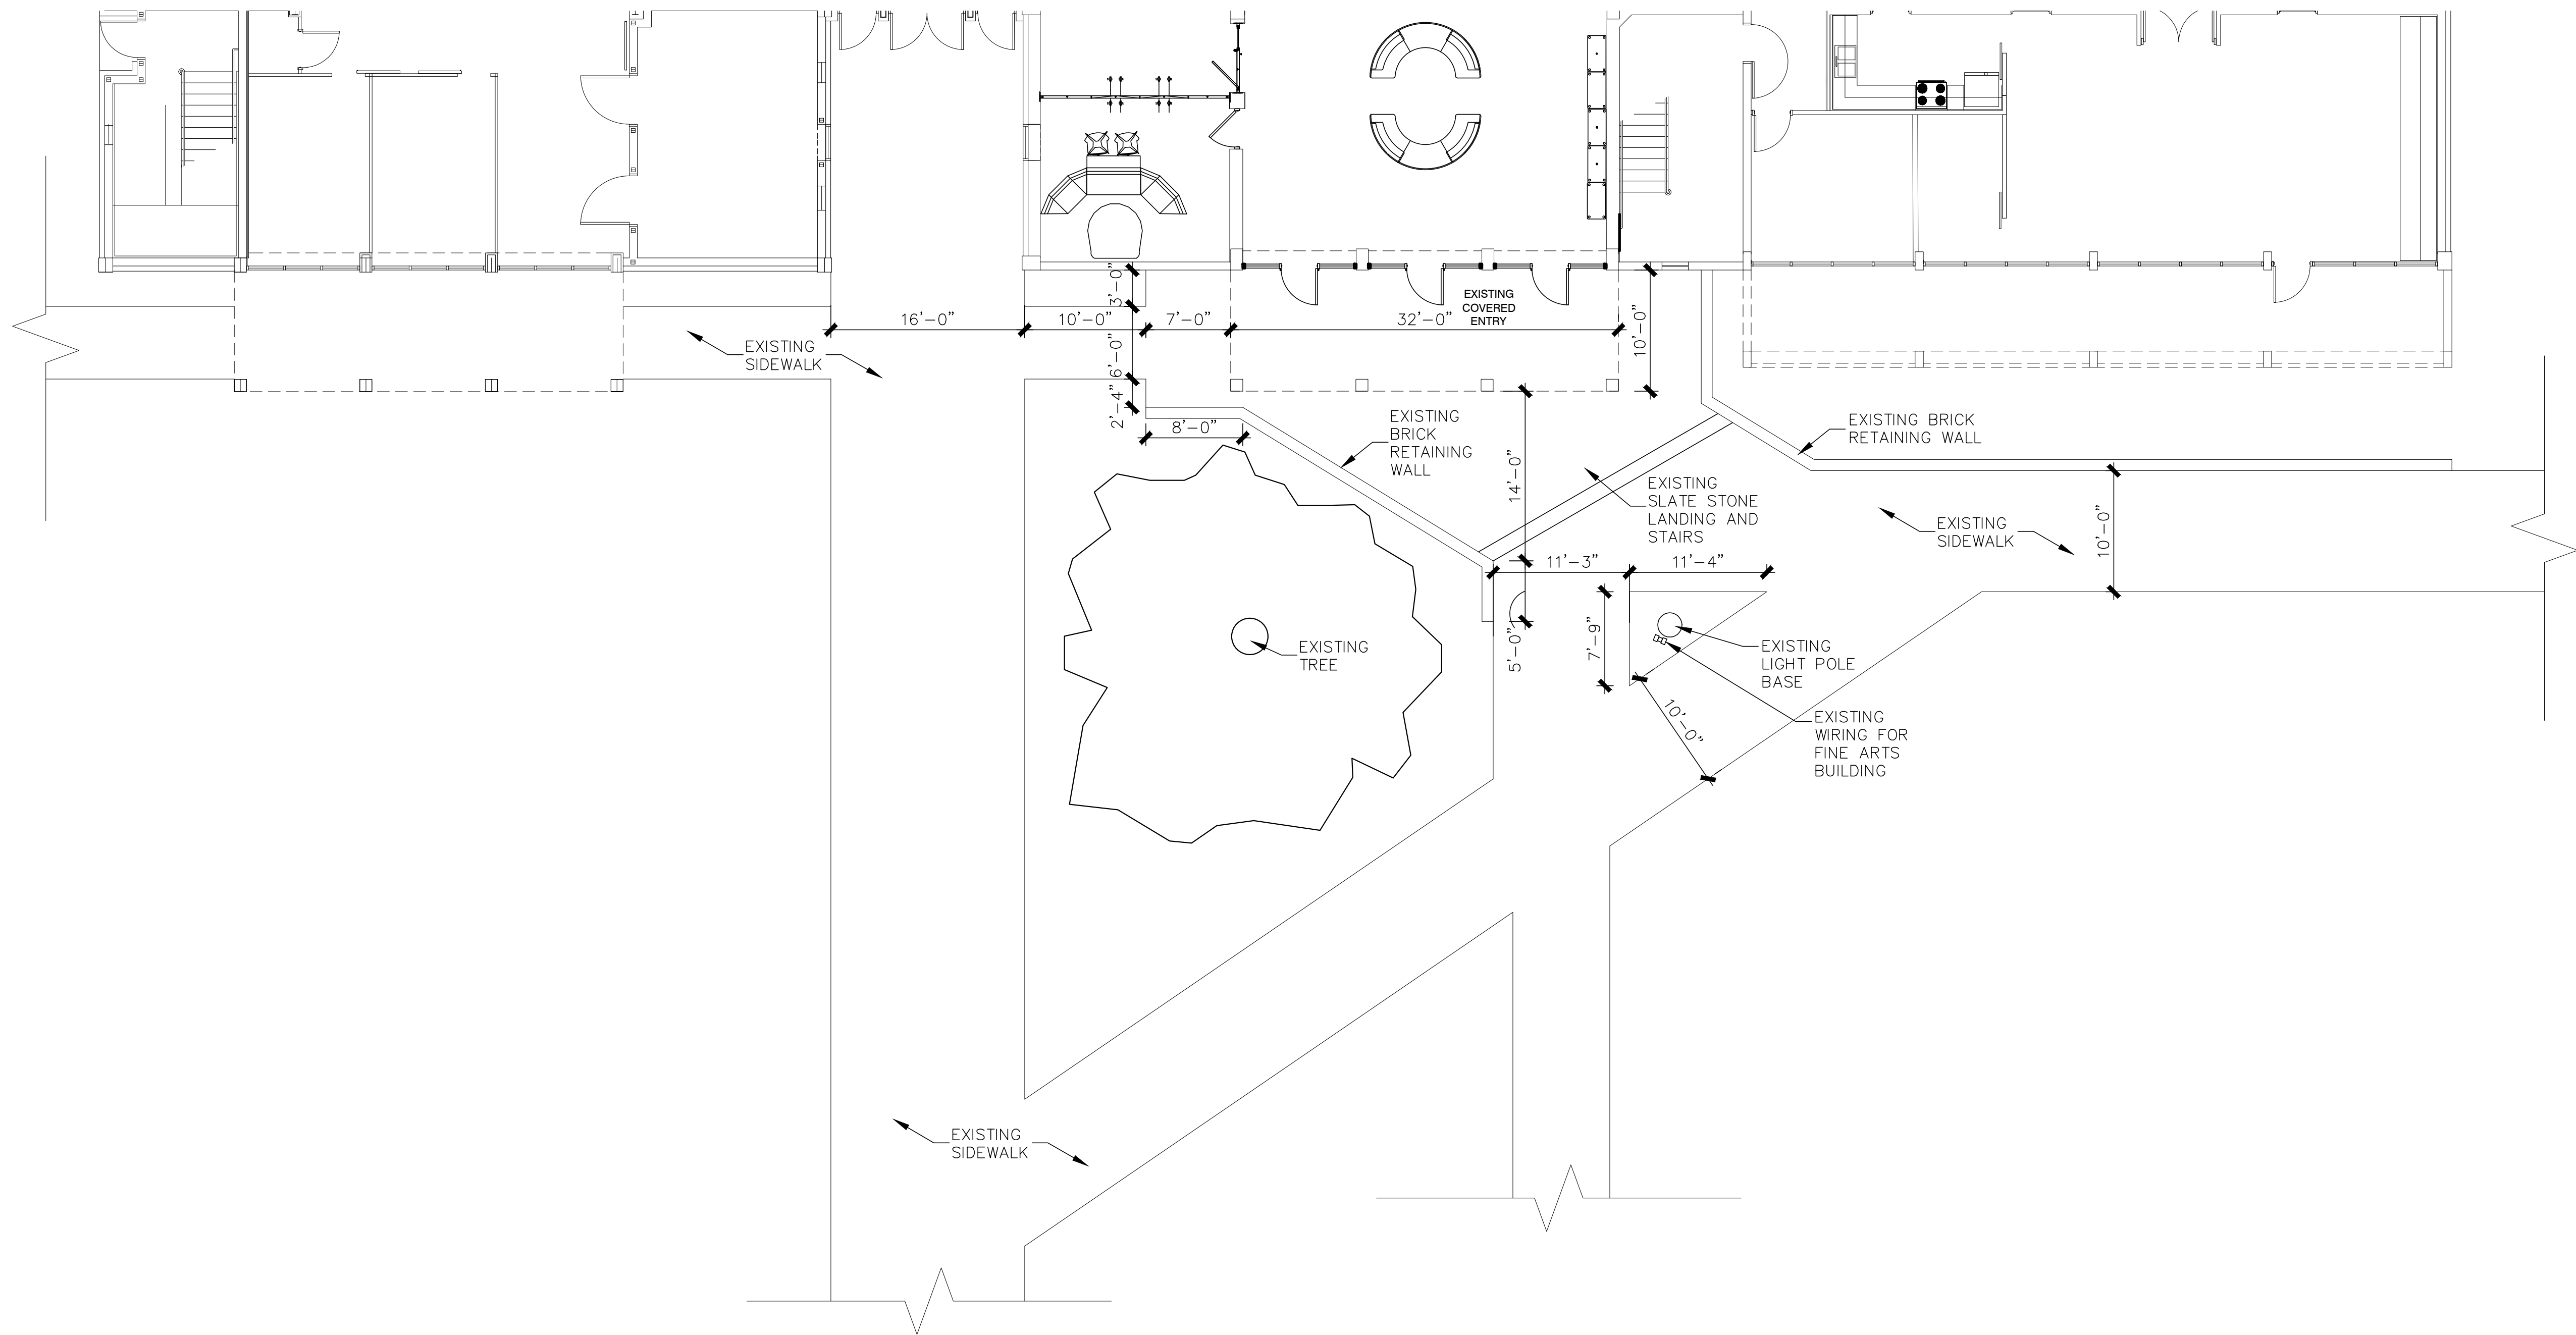 EXISTING
COVERED
ENTRY
3'-0"
16'-0"
10'-0"
7'-0"
32'-0"
10'-0"
6'-0"
2'-4"
8'-0"
EXISTING
SIDEWALK
EXISTING
BRICK
RETAINING
WALL
14'-0"
EXISTING BRICK
RETAINING WALL
EXISTING
SLATE STONE
LANDING AND
STAIRS
EXISTING
SIDEWALK
10'-0"
11'-3"
11'-4"
5'-0"
7'-9"
EXISTING
TREE
EXISTING
LIGHT POLE
BASE
10'-0"
EXISTING
WIRING FOR
FINE ARTS
BUILDING
EXISTING
SIDEWALK